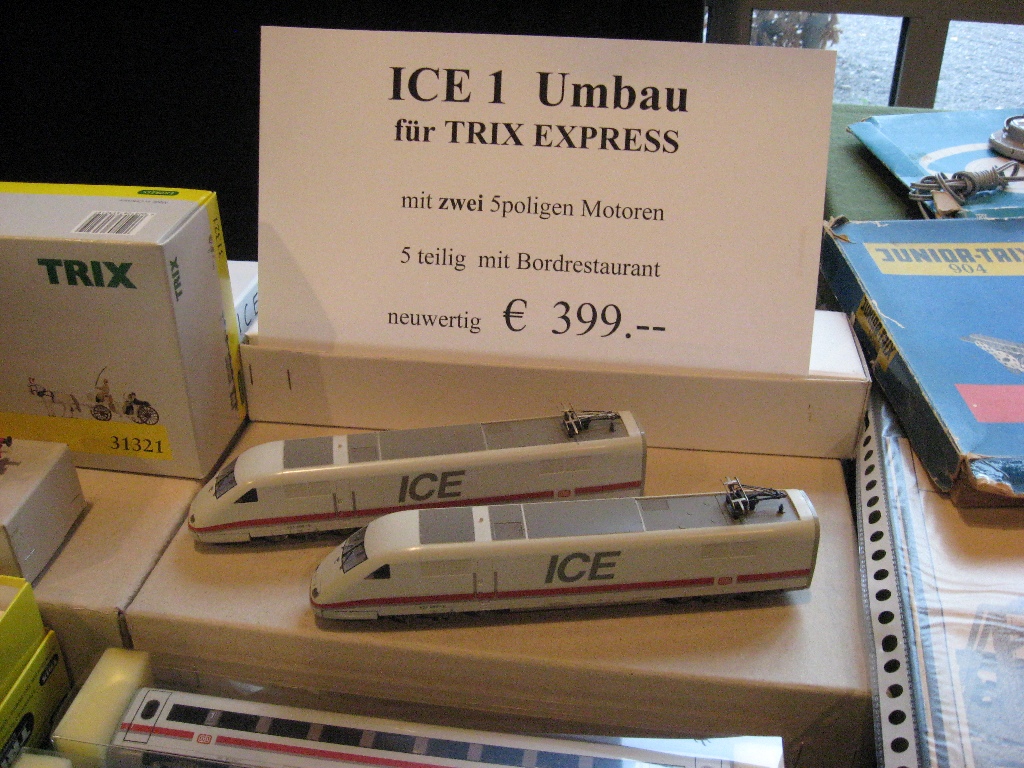 ICE 1 Umbau
für TRIX EXPRESS
mit zwei 5poligen Motoren
5 teilig mit Bordrestaurant
neuwertig € 399.--
TRIX
TRIX
31321
ICE
JUNIOR-TRIX
904
ICE
ICE